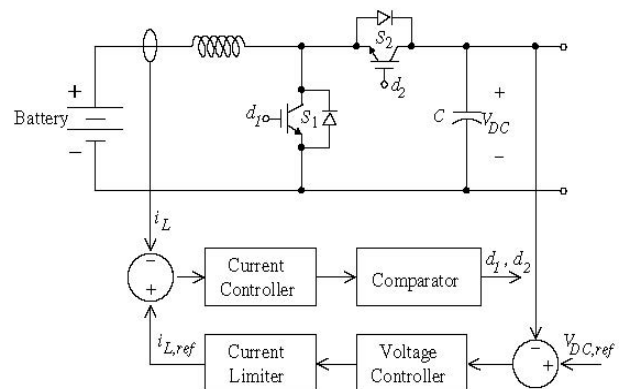 S2
d2
+
Battery
−
d1
S1
C
+
VDC
−
iL
−
+
Current
Controller
Comparator
d1 , d2
iL,ref
Current
Limiter
Voltage
Controller
−
+
VDC,ref